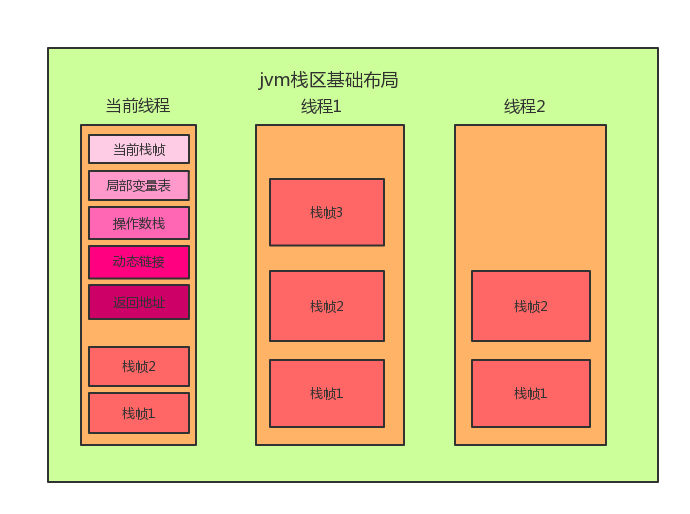 jvm栈区基础布局
当前线程
线程1
线程2
当前栈帧
局部变量表
操作数栈
动态链接
返回地址
栈帧2
栈帧1
栈帧3
栈帧2
栈帧1
栈帧2
栈帧1